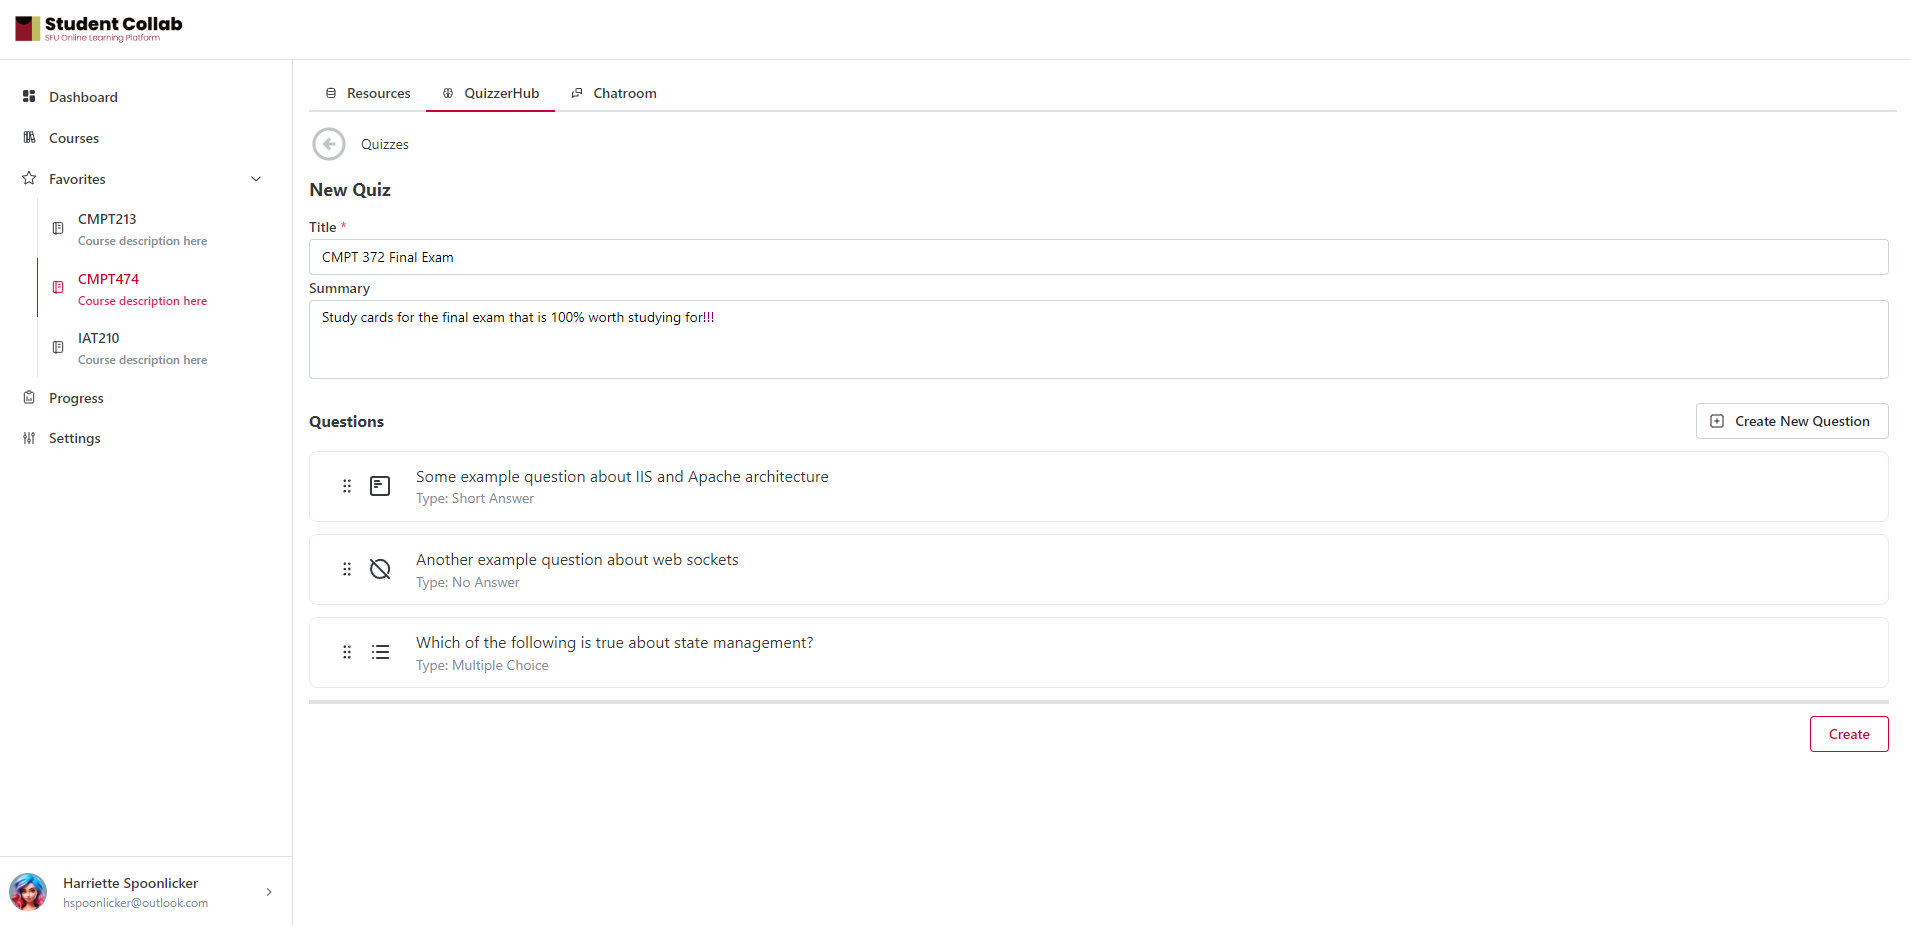 Student Collab
SFU Online Learning Platform
Dashboard
Courses
Favorites
CMPT213
Course description here
CMPT474
Course description here
IAT210
Course description here
Progress
Settings
Harriette Spoonlicker
hspoonlicker@outlook.com
Resources
QuizzerHub
Chatroom
Quizzes
New Quiz
Title *
CMPT 372 Final Exam
Summary
Study cards for the final exam that is 100% worth studying for!!!
Questions
Create New Question
Some example question about IIS and Apache architecture
Type: Short Answer
Another example question about web sockets
Type: No Answer
Which of the following is true about state management?
Type: Multiple Choice
Create